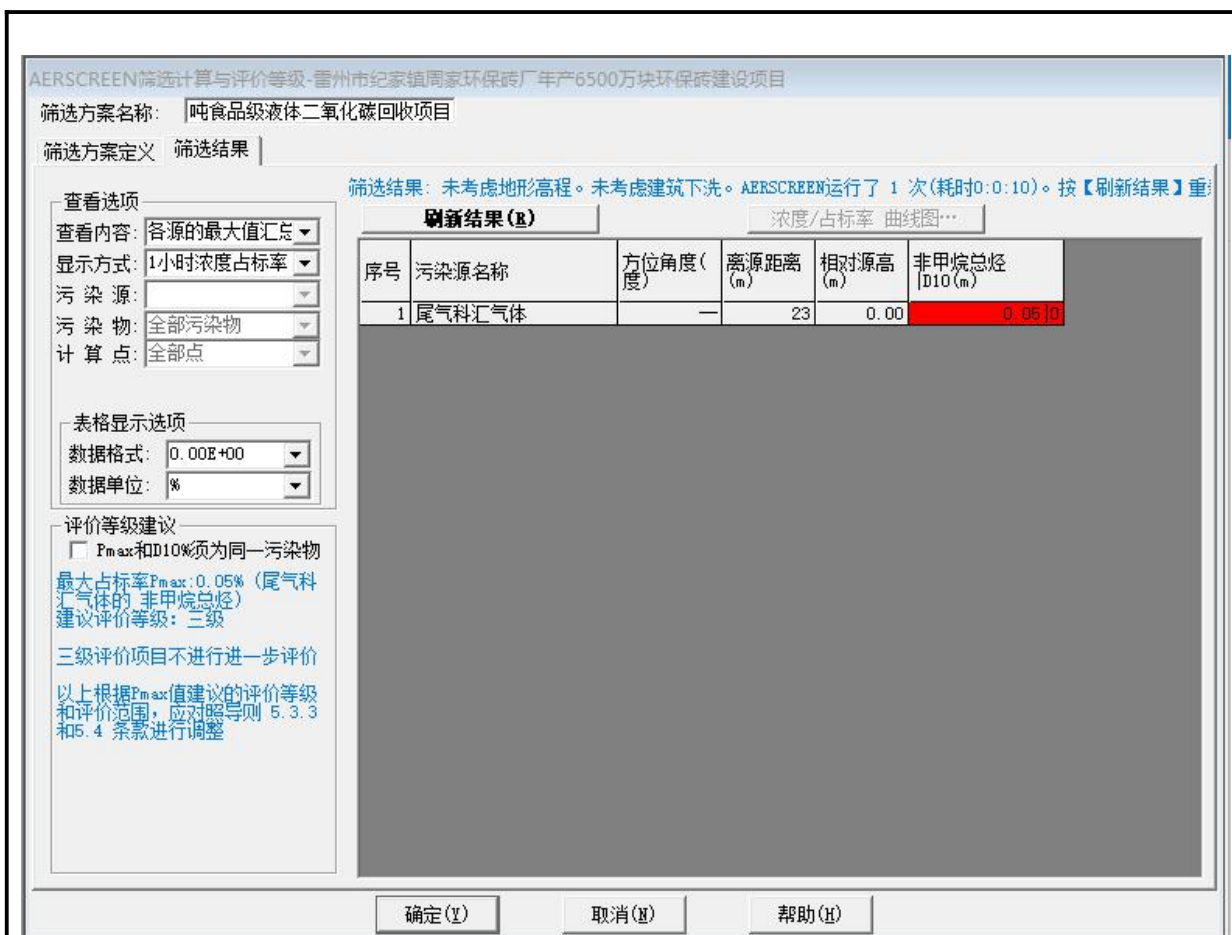 AERSCREEN筛选计算与评价等级-雷州市纪家镇周家环保砖厂年产6500万块环保砖建设项目
筛选方案名称: 吨食品级液体二氧化碳回收项目
筛选方案定义 筛选结果
查看选项
查看内容: 各源的最大值汇总
显示方式: 1小时浓度占标率
污 染 源:
污 染 物: 全部污染物
计 算 点: 全部点
表格显示选项
数据格式: 0.00E+00
数据单位: %
评价等级建议
Pmax和D10%须为同一污染物
最大占标率Pmax:0.05% (尾气科
汇气体的 非甲烷总烃)
建议评价等级: 三级
三级评价项目不进行进一步评价
以上根据Pmax值建议的评价等级
和评价范围,应对照导则 5.3.3
和5.4 条款进行调整
筛选结果: 未考虑地形高程。未考虑建筑下洗。AERSCREEN运行了 1 次(耗时0:0:10)。按【刷新结果】重
刷新结果(R) 浓度/占标率 曲线图…
序号 污染源名称 方位角度(度) 离源距离(m) 相对源高(m) 非甲烷总烃|D10(m)
1 尾气科汇气体 — 23 0.00 0.05|0
确定(Y) 取消(N) 帮助(H)